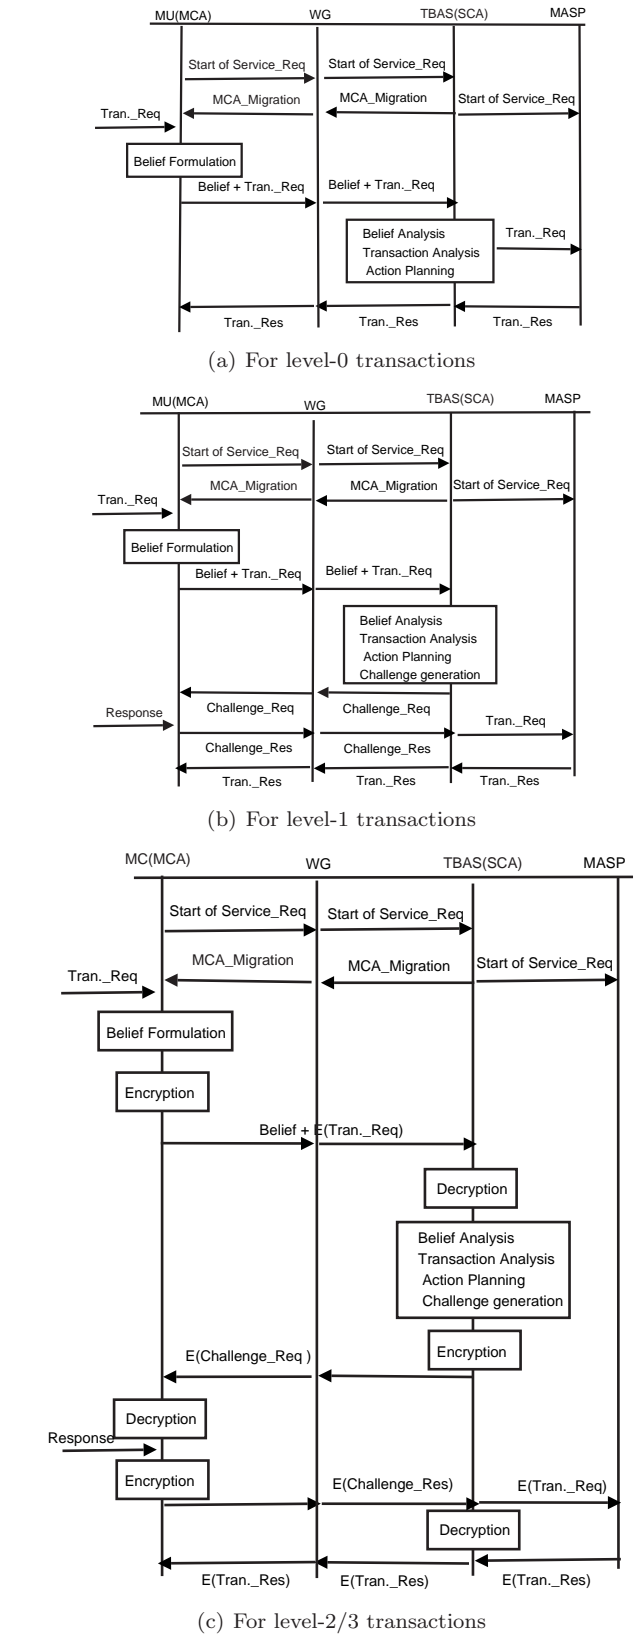 MU(MCA) WG TBAS(SCA) MASP
Start of Service_Req Start of Service_Req
MCA_Migration MCA_Migration Start of Service_Req
Tran._Req
Belief Formulation
Belief + Tran._Req Belief + Tran._Req
Belief Analysis
Transaction Analysis
Action Planning
Tran._Req
Tran._Res Tran._Res Tran._Res
(a) For level-0 transactions
MU(MCA) WG TBAS(SCA) MASP
Start of Service_Req Start of Service_Req
MCA_Migration MCA_Migration Start of Service_Req
Tran._Req
Belief Formulation
Belief + Tran._Req Belief + Tran._Req
Belief Analysis
Transaction Analysis
Action Planning
Challenge generation
Challenge_Req Challenge_Req
Response
Tran._Req
Challenge_Res Challenge_Res
Tran._Res Tran._Res Tran._Res
(b) For level-1 transactions
MC(MCA) WG TBAS(SCA) MASP
Start of Service_Req Start of Service_Req
MCA_Migration MCA_Migration Start of Service_Req
Tran._Req
Belief Formulation
Encryption
Belief + E(Tran._Req)
Decryption
Belief Analysis
Transaction Analysis
Action Planning
Challenge generation
Encryption
E(Challenge_Req )
Decryption
Response
Encryption
E(Challenge_Res) E(Tran._Req)
Decryption
E(Tran._Res) E(Tran._Res) E(Tran._Res)
(c) For level-2/3 transactions